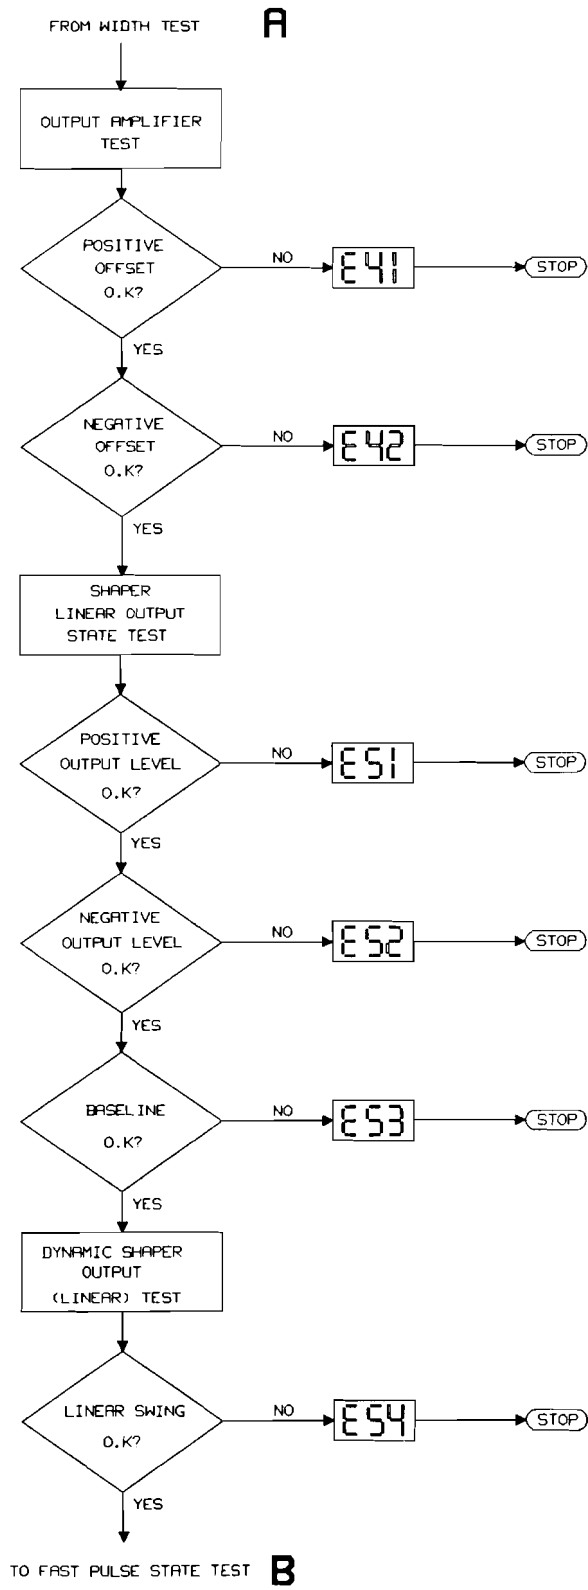 FROM WIDTH TEST A
OUTPUT AMPLIFIER
TEST
POSITIVE
OFFSET
O.K?
NO
E41
STOP
YES
NEGATIVE
OFFSET
O.K?
NO
E42
STOP
YES
SHAPER
LINEAR OUTPUT
STATE TEST
POSITIVE
OUTPUT LEVEL
O.K?
NO
E51
STOP
YES
NEGATIVE
OUTPUT LEVEL
O.K?
NO
E52
STOP
YES
BASELINE
O.K?
NO
E53
STOP
YES
DYNAMIC SHAPER
OUTPUT
(LINEAR) TEST
LINEAR SWING
O.K?
NO
E54
STOP
YES
TO FAST PULSE STATE TEST B